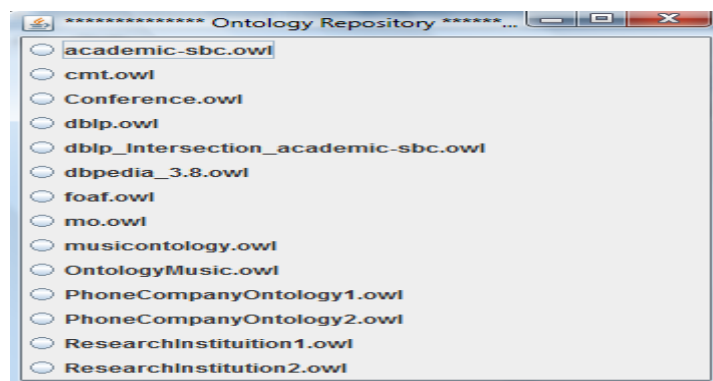 ************** Ontology Repository ******...
academic-sbc.owl
cmt.owl
Conference.owl
dblp.owl
dblp_Intersection_academic-sbc.owl
dbpedia_3.8.owl
foaf.owl
mo.owl
musicontology.owl
OntologyMusic.owl
PhoneCompanyOntology1.owl
PhoneCompanyOntology2.owl
ResearchInstituition1.owl
ResearchInstitution2.owl